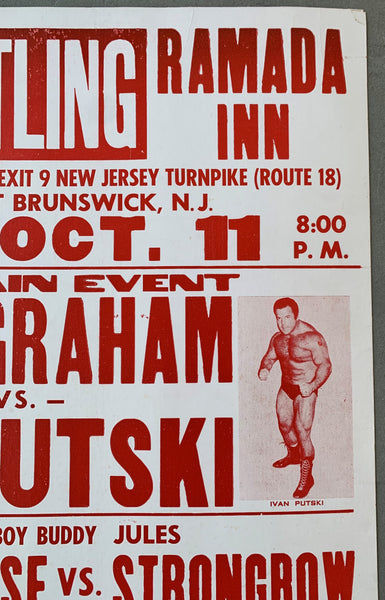 TLING
RAMADA
INN
EXIT 9 NEW JERSEY TURNPIKE (ROUTE 18)
T BRUNSWICK, N.J.
OCT. 11
8:00
P. M.
AIN EVENT
GRAHAM
VS. –
UTSKI
IVAN PUTSKI
BOY BUDDY JULES
SE VS. STRONGBOW